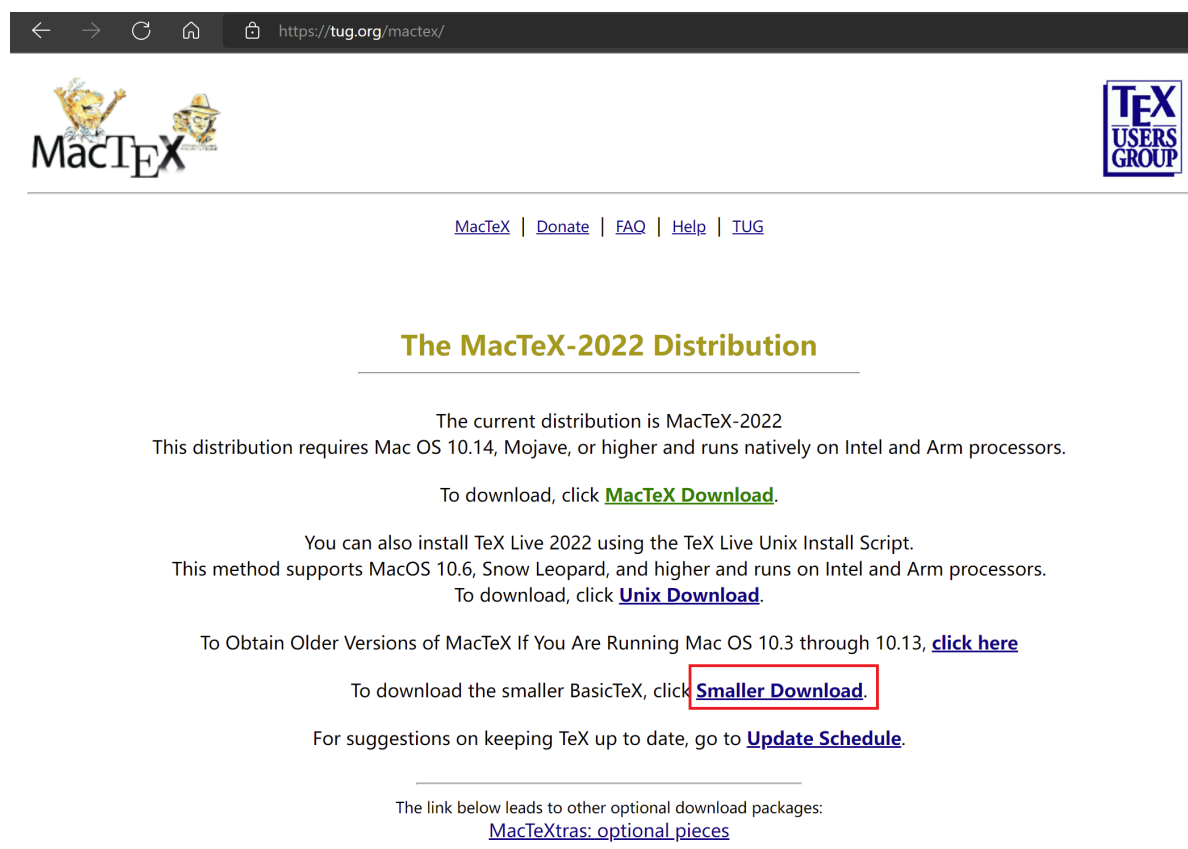 https://tug.org/mactex/
MacTeX
TeX
USERS
GROUP
MacTeX | Donate | FAQ | Help | TUG
The MacTeX-2022 Distribution
The current distribution is MacTeX-2022
This distribution requires Mac OS 10.14, Mojave, or higher and runs natively on Intel and Arm processors.
To download, click MacTeX Download.
You can also install TeX Live 2022 using the TeX Live Unix Install Script.
This method supports MacOS 10.6, Snow Leopard, and higher and runs on Intel and Arm processors.
To download, click Unix Download.
To Obtain Older Versions of MacTeX If You Are Running Mac OS 10.3 through 10.13, click here
To download the smaller BasicTeX, click Smaller Download.
For suggestions on keeping TeX up to date, go to Update Schedule.
The link below leads to other optional download packages:
MacTeXtras: optional pieces